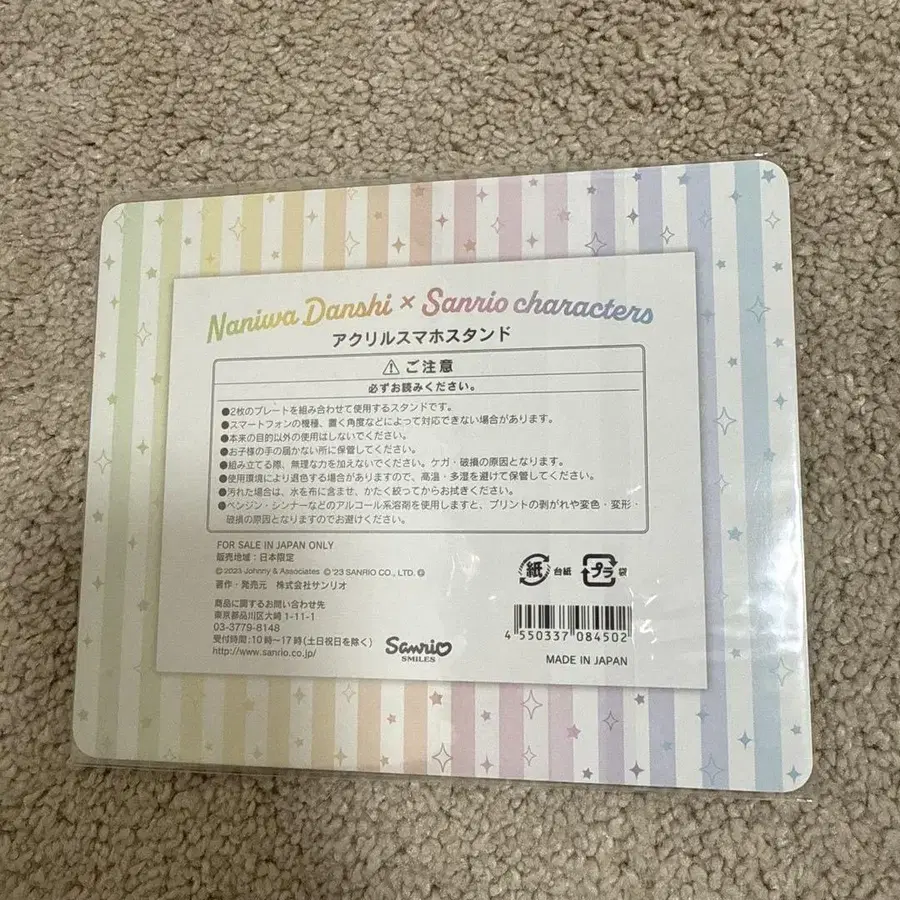 Naniwa Danshi × Sanrio characters
アクリルスマホスタンド
⚠ ご注意
必ずお読みください。
●2枚のプレートを組み合わせて使用するスタンドです。
●スマートフォンの機種、置く角度などによって対応できない場合があります。
●本来の目的以外の使用はしないでください。
●お子様の手の届かない所に保管してください。
●組み立てる際、無理な力を加えないでください。ケガ・破損の原因となります。
●使用環境により退色する場合がありますので、高温・多湿を避けて保管してください。
●汚れた場合は、水を布に含ませ、かたく絞ってからお拭きください。
●ベンジン・シンナーなどのアルコール系溶剤を使用しますと、プリントの剥がれや変色・変形・
破損の原因となりますのでお避けください。
FOR SALE IN JAPAN ONLY
販売地域：日本限定
© 2023 Johnny & Associates © '23 SANRIO CO., LTD.
著作・発売元 株式会社サンリオ
紙 台紙 プラ 袋
商品に関するお問い合わせ先
東京都品川区大崎 1-11-1
03-3779-8148
受付時間：10時～17時(土日祝日を除く)
http://www.sanrio.co.jp/
Sanrio
SMILES
4 550337 084502
MADE IN JAPAN